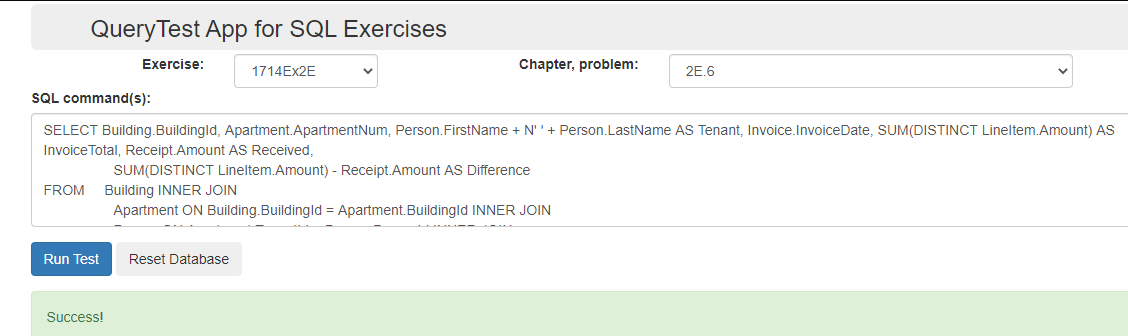 QueryTest App for SQL Exercises
Exercise: 1714Ex2E Chapter, problem: 2E.6
SQL command(s):
SELECT Building.BuildingId, Apartment.ApartmentNum, Person.FirstName + N' ' + Person.LastName AS Tenant, Invoice.InvoiceDate, SUM(DISTINCT LineItem.Amount) AS
InvoiceTotal, Receipt.Amount AS Received,
SUM(DISTINCT LineItem.Amount) - Receipt.Amount AS Difference
FROM Building INNER JOIN
Apartment ON Building.BuildingId = Apartment.BuildingId INNER JOIN
Run Test Reset Database
Success!